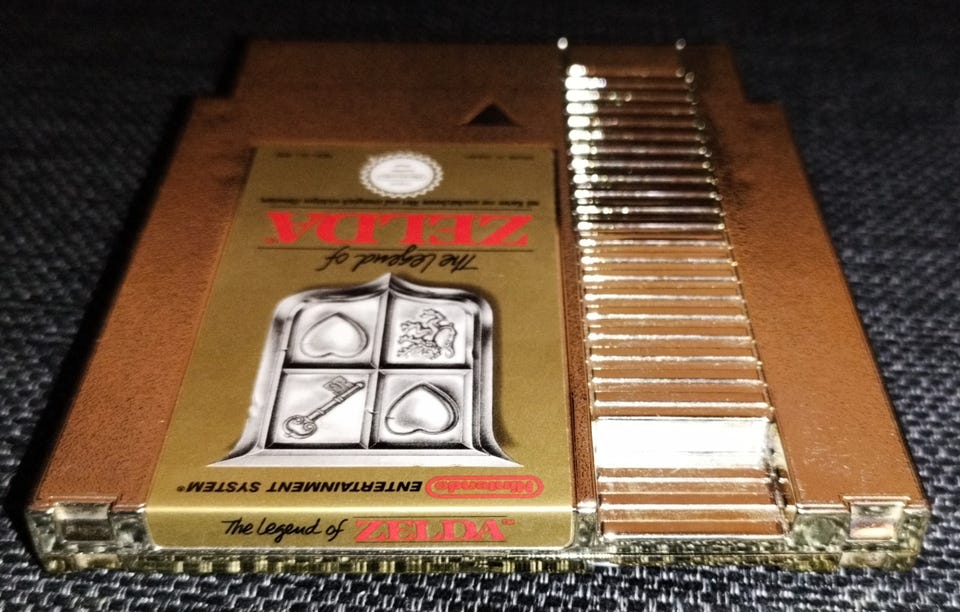 The Legend of ZELDA™
Nintendo ENTERTAINMENT SYSTEM®
The Legend of
ZELDA